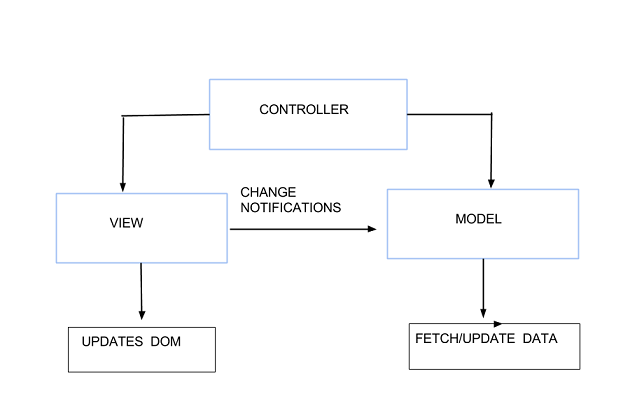 CONTROLLER
CHANGE
NOTIFICATIONS
VIEW
MODEL
UPDATES DOM
FETCH/UPDATE DATA